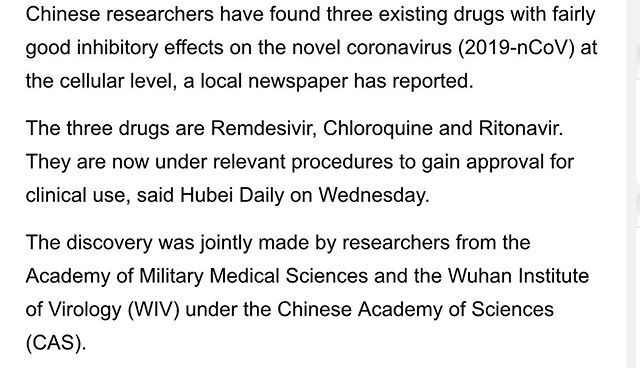 Chinese researchers have found three existing drugs with fairly
good inhibitory effects on the novel coronavirus (2019-nCoV) at
the cellular level, a local newspaper has reported.
The three drugs are Remdesivir, Chloroquine and Ritonavir.
They are now under relevant procedures to gain approval for
clinical use, said Hubei Daily on Wednesday.
The discovery was jointly made by researchers from the
Academy of Military Medical Sciences and the Wuhan Institute
of Virology (WIV) under the Chinese Academy of Sciences
(CAS).